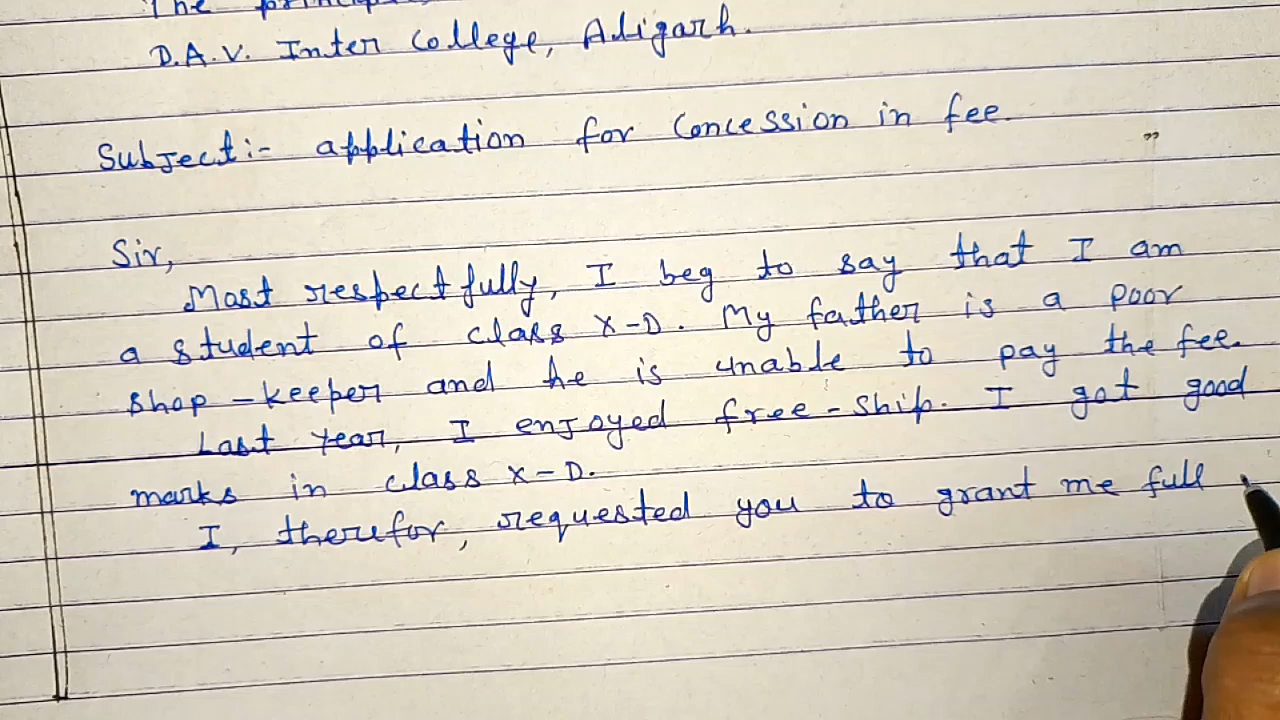 The principal
D.A.V. Inter College, Aligarh.
Subject:- application for Concession in fee.
"
Sir,
Most respectfully, I beg to say that I am
a student of class X-D. My father is a poor
shop-keeper and he is unable to pay the fee.
Last year, I enjoyed free-ship. I got good
marks in class X-D.
I, therefor, requested you to grant me full